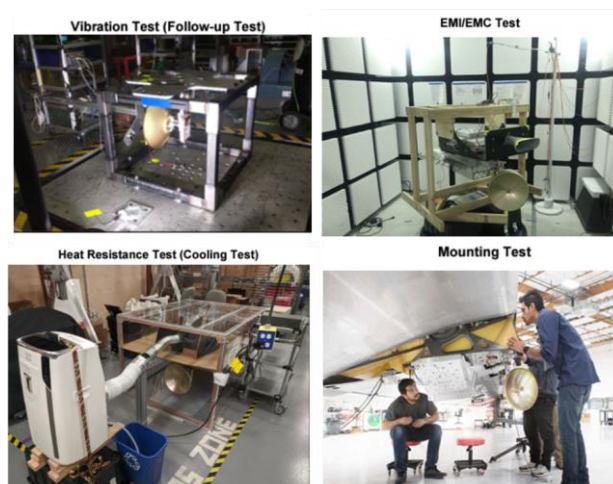 Vibration Test (Follow-up Test)
EMI/EMC Test
Heat Resistance Test (Cooling Test)
Mounting Test
ZONE